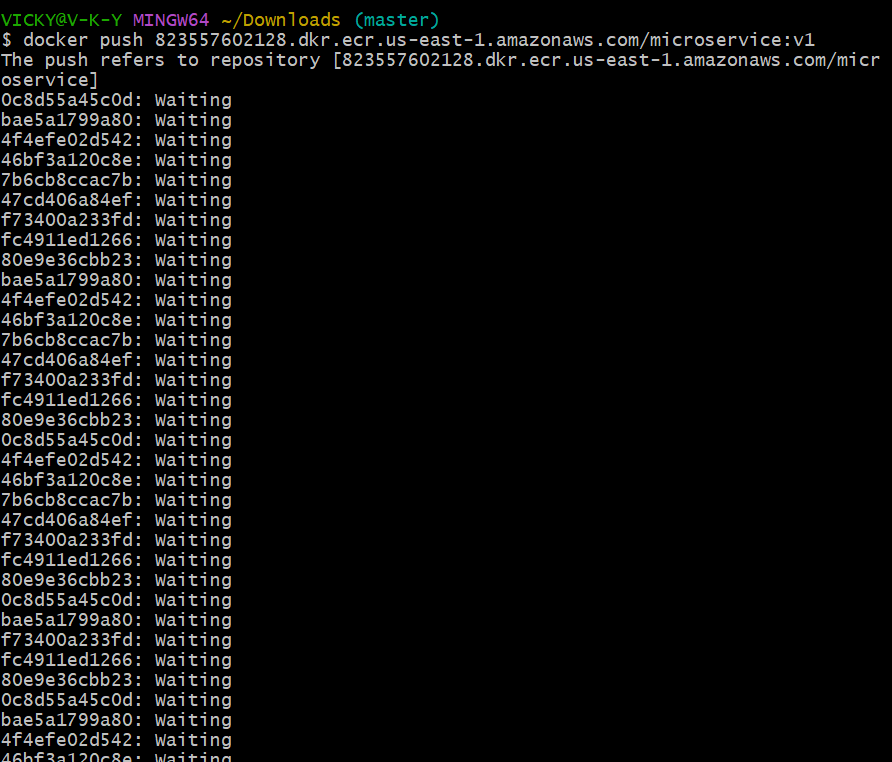 VICKY@V-K-Y MINGW64 ~/Downloads (master)
$ docker push 823557602128.dkr.ecr.us-east-1.amazonaws.com/microservice:v1
The push refers to repository [823557602128.dkr.ecr.us-east-1.amazonaws.com/micr
oservice]
0c8d55a45c0d: Waiting
bae5a1799a80: Waiting
4f4efe02d542: Waiting
46bf3a120c8e: Waiting
7b6cb8ccac7b: Waiting
47cd406a84ef: Waiting
f73400a233fd: Waiting
fc4911ed1266: Waiting
80e9e36cbb23: Waiting
bae5a1799a80: Waiting
4f4efe02d542: Waiting
46bf3a120c8e: Waiting
7b6cb8ccac7b: Waiting
47cd406a84ef: Waiting
f73400a233fd: Waiting
fc4911ed1266: Waiting
80e9e36cbb23: Waiting
0c8d55a45c0d: Waiting
4f4efe02d542: Waiting
46bf3a120c8e: Waiting
7b6cb8ccac7b: Waiting
47cd406a84ef: Waiting
f73400a233fd: Waiting
fc4911ed1266: Waiting
80e9e36cbb23: Waiting
0c8d55a45c0d: Waiting
bae5a1799a80: Waiting
f73400a233fd: Waiting
fc4911ed1266: Waiting
80e9e36cbb23: Waiting
0c8d55a45c0d: Waiting
bae5a1799a80: Waiting
4f4efe02d542: Waiting
46bf3a120c8e: Waiting